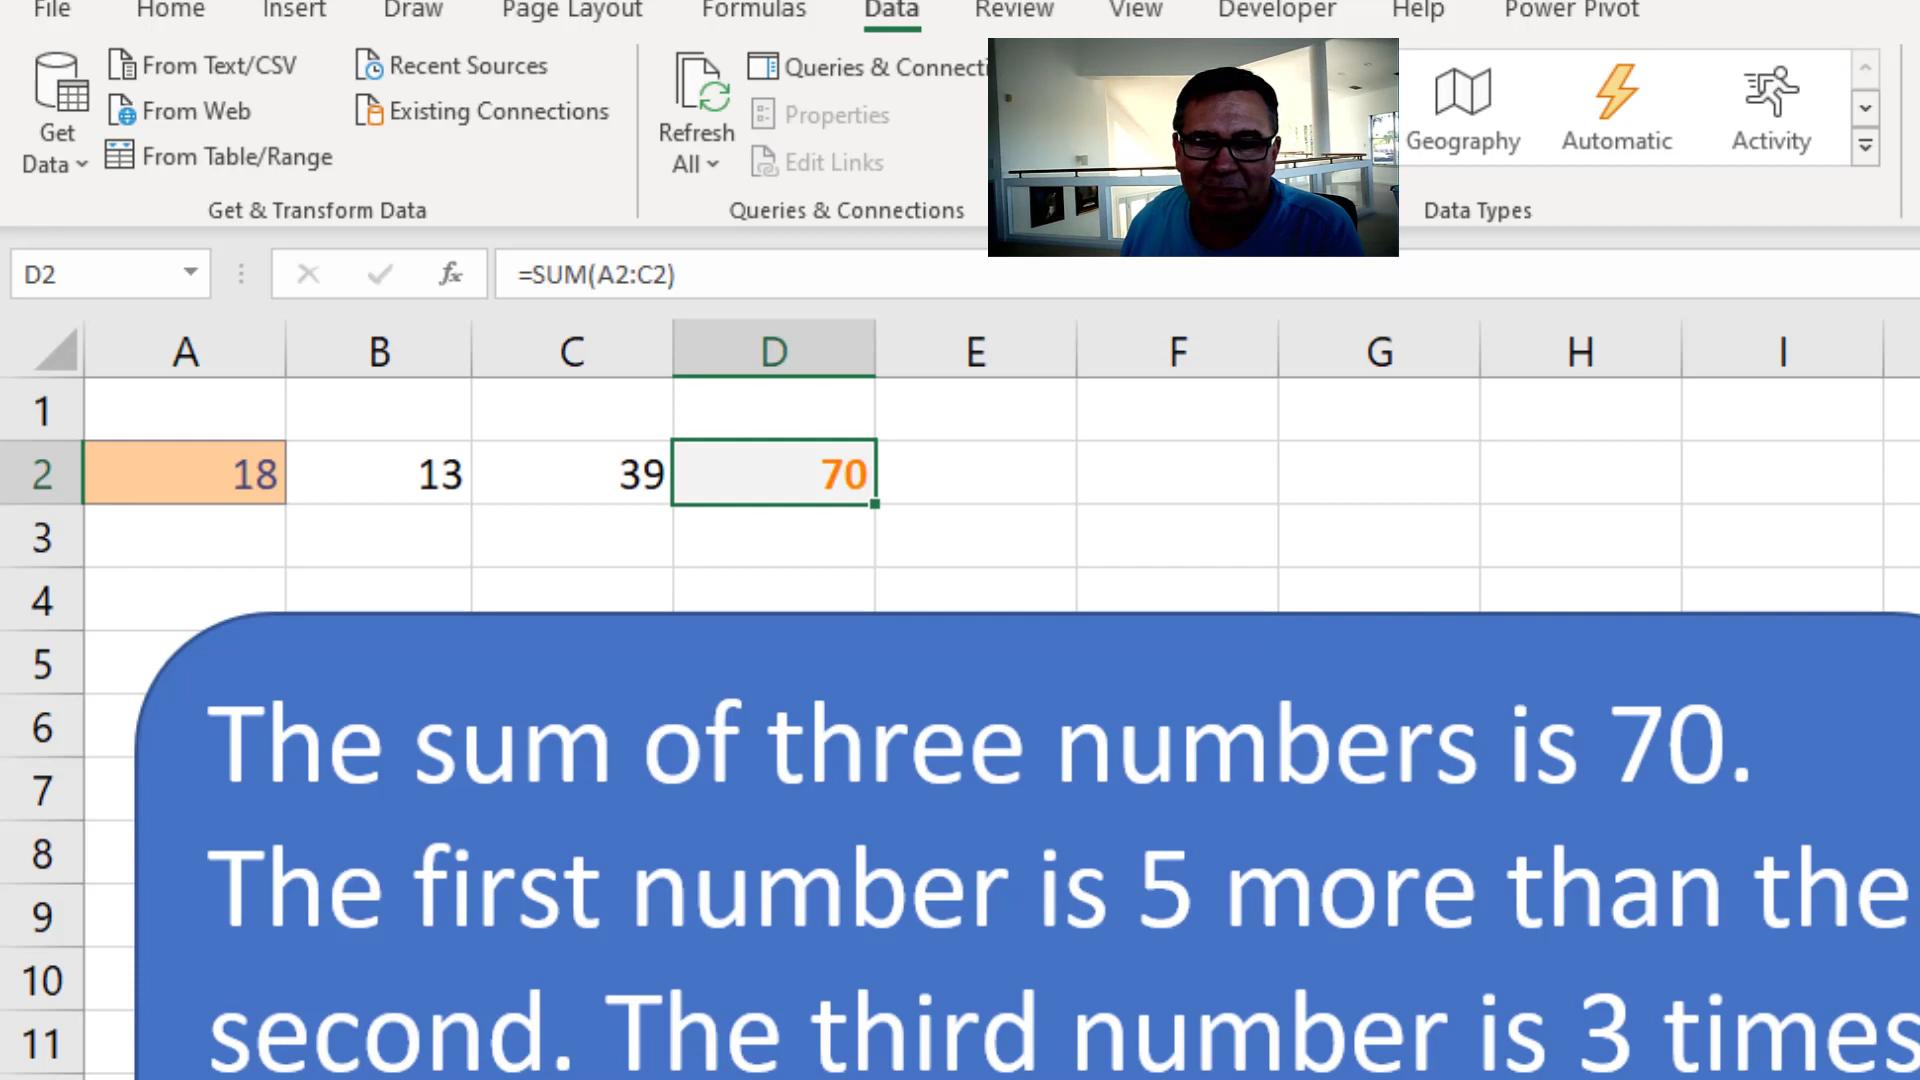 File Home Insert Draw Page Layout Formulas Data Review View Developer Help Power Pivot
From Text/CSV Recent Sources Queries & Connecti
From Web Existing Connections Properties
From Table/Range Edit Links
Get Data
Refresh All
Geography Automatic Activity
Get & Transform Data Queries & Connections Data Types
D2 fx =SUM(A2:C2)
A B C D E F G H I
1
2 18 13 39 70
3
4
5
6
7
8
9
10
11
The sum of three numbers is 70.
The first number is 5 more than the
second. The third number is 3 times